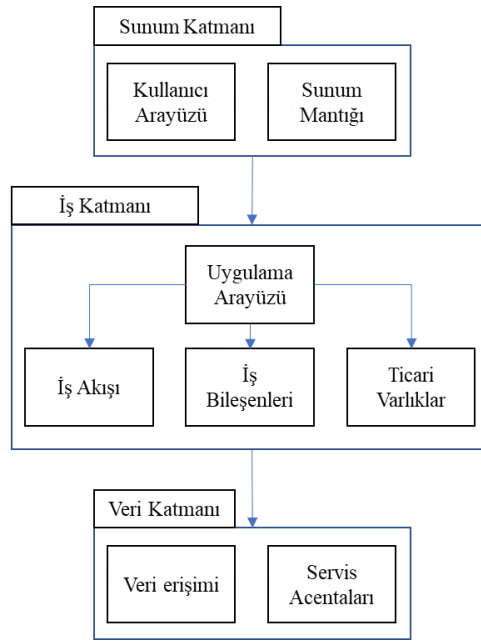 Sunum Katmanı
Kullanıcı
Arayüzü
Sunum
Mantığı
İş Katmanı
Uygulama
Arayüzü
İş Akışı
İş
Bileşenleri
Ticari
Varlıklar
Veri Katmanı
Veri erişimi
Servis
Acentaları